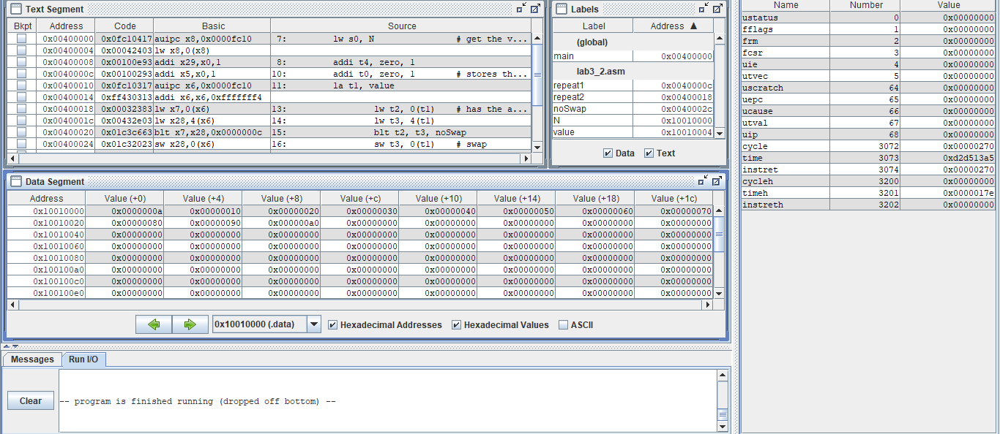 Text Segment
Bkpt Address Code Basic Source
0x00400000 0x0fc10417 auipc x8,0x0000fc10 7: lw s0, N # get the v...
0x00400004 0x00042403 lw x8,0(x8)
0x00400008 0x00100e93 addi x29,x0,1 8: addi t4, zero, 1
0x0040000c 0x00100293 addi x5,x0,1 10: addi t0, zero, 1 # stores th...
0x00400010 0x0fc10317 auipc x6,0x0000fc10 11: la t1, value
0x00400014 0xff430313 addi x6,x6,0xfffffff4
0x00400018 0x00032383 lw x7,0(x6) 13: lw t2, 0(t1) # has the a...
0x0040001c 0x00432e03 lw x28,4(x6) 14: lw t3, 4(t1)
0x00400020 0x01c3c663 blt x7,x28,0x0000000c 15: blt t2, t3, noSwap
0x00400024 0x01c32023 sw x28,0(x6) 16: sw t3, 0(t1) # swap
Labels
Label Address ▲
(global)
main 0x00400000
lab3_2.asm
repeat1 0x0040000c
repeat2 0x00400018
noSwap 0x0040002c
N 0x10010000
value 0x10010004
Data Text
Data Segment
Address Value (+0) Value (+4) Value (+8) Value (+c) Value (+10) Value (+14) Value (+18) Value (+1c)
0x10010000 0x0000000a 0x00000010 0x00000020 0x00000030 0x00000040 0x00000050 0x00000060 0x00000070
0x10010020 0x00000080 0x00000090 0x000000a0 0x00000000 0x00000000 0x00000000 0x00000000 0x00000000
0x10010040 0x00000000 0x00000000 0x00000000 0x00000000 0x00000000 0x00000000 0x00000000 0x00000000
0x10010060 0x00000000 0x00000000 0x00000000 0x00000000 0x00000000 0x00000000 0x00000000 0x00000000
0x10010080 0x00000000 0x00000000 0x00000000 0x00000000 0x00000000 0x00000000 0x00000000 0x00000000
0x100100a0 0x00000000 0x00000000 0x00000000 0x00000000 0x00000000 0x00000000 0x00000000 0x00000000
0x100100c0 0x00000000 0x00000000 0x00000000 0x00000000 0x00000000 0x00000000 0x00000000 0x00000000
0x100100e0 0x00000000 0x00000000 0x00000000 0x00000000 0x00000000 0x00000000 0x00000000 0x00000000
0x10010000 (.data) Hexadecimal Addresses Hexadecimal Values ASCII
Messages Run I/O
Clear
-- program is finished running (dropped off bottom) --
Name Number Value
ustatus 0 0x00000000
fflags 1 0x00000000
frm 2 0x00000000
fcsr 3 0x00000000
uie 4 0x00000000
utvec 5 0x00000000
uscratch 64 0x00000000
uepc 65 0x00000000
ucause 66 0x00000000
utval 67 0x00000000
uip 68 0x00000000
cycle 3072 0x00000270
time 3073 0xd2d513a5
instret 3074 0x00000270
cycleh 3200 0x00000000
timeh 3201 0x0000017e
instreth 3202 0x00000000